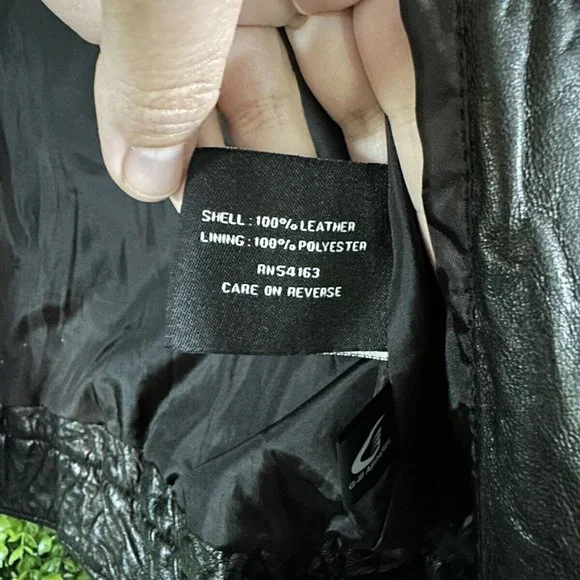 SHELL : 100% LEATHER
LINING : 100% POLYESTER
RN54163
CARE ON REVERSE